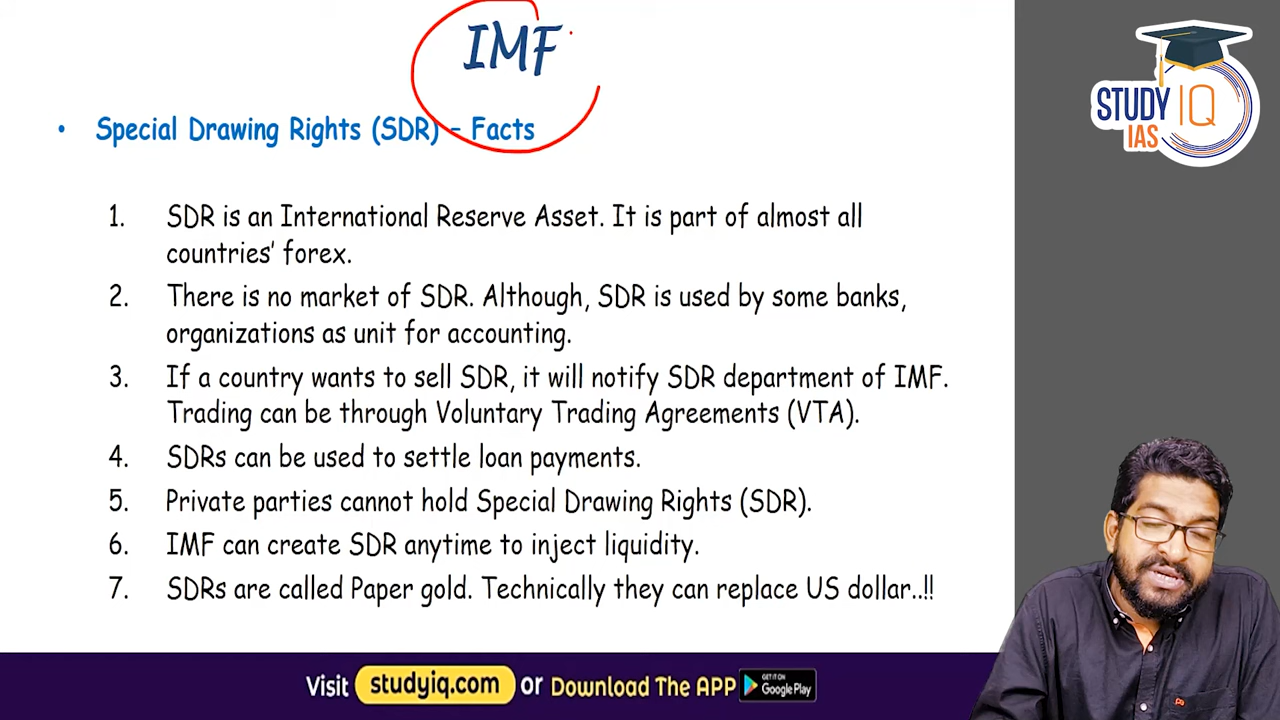 IMF
STUDY IQ
IAS
• Special Drawing Rights (SDR) – Facts
1. SDR is an International Reserve Asset. It is part of almost all
countries' forex.
2. There is no market of SDR. Although, SDR is used by some banks,
organizations as unit for accounting.
3. If a country wants to sell SDR, it will notify SDR department of IMF.
Trading can be through Voluntary Trading Agreements (VTA).
4. SDRs can be used to settle loan payments.
5. Private parties cannot hold Special Drawing Rights (SDR).
6. IMF can create SDR anytime to inject liquidity.
7. SDRs are called Paper gold. Technically they can replace US dollar..!!
Visit studyiq.com or Download The APP GET IT ON Google Play